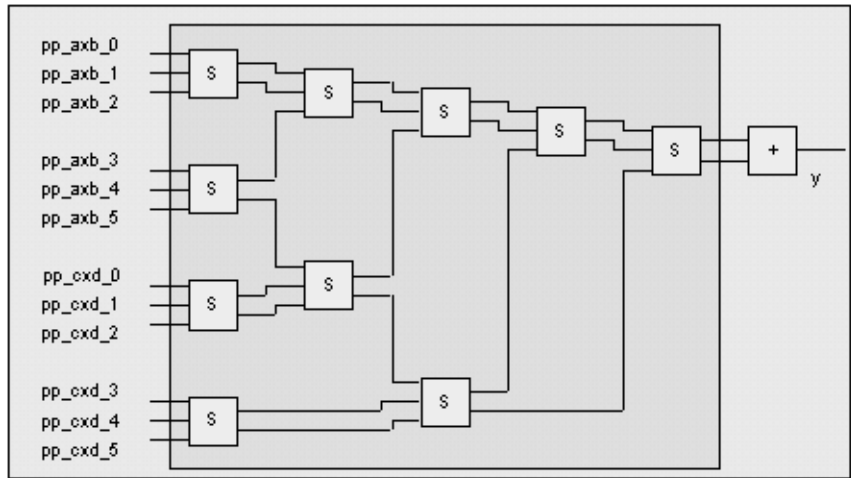 pp_axb_0
pp_axb_1
pp_axb_2
pp_axb_3
pp_axb_4
pp_axb_5
pp_cxd_0
pp_cxd_1
pp_cxd_2
pp_cxd_3
pp_cxd_4
pp_cxd_5
S
S
S
S
S
S
S
S
S
S
+
y